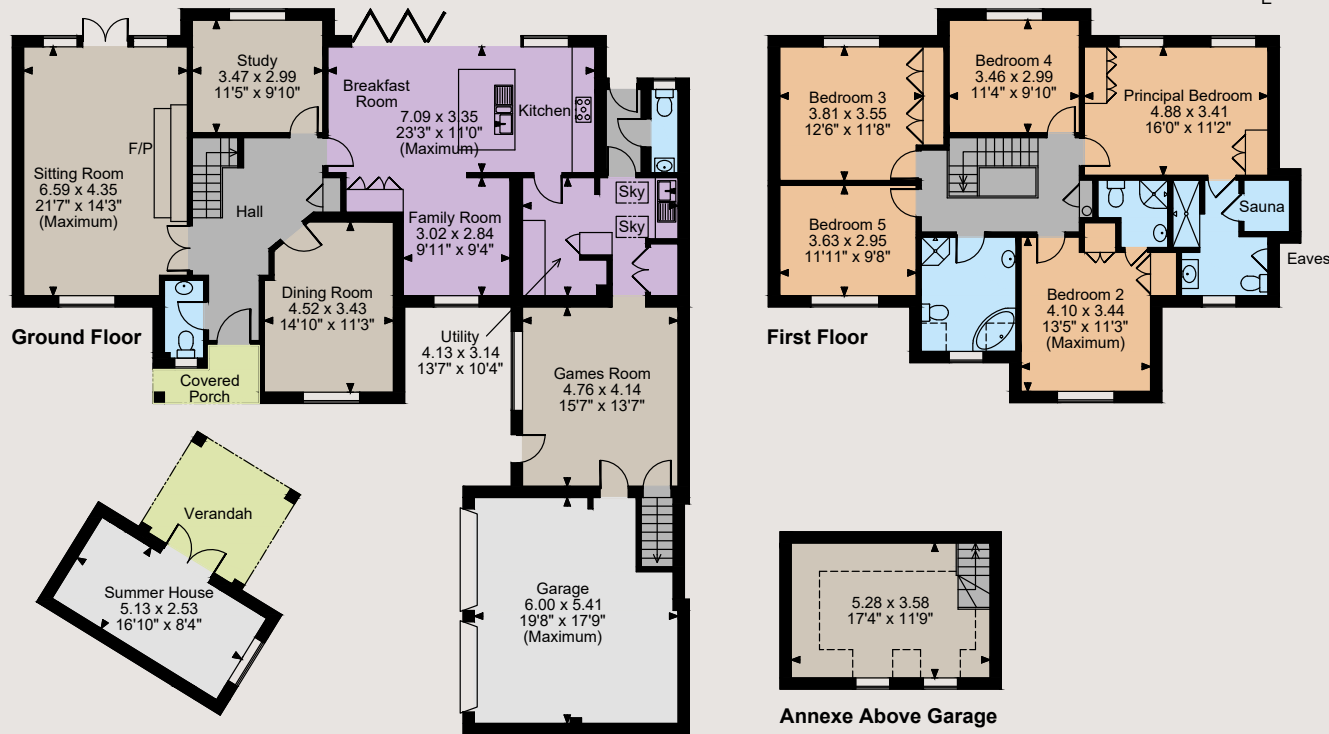 E
Study
3.47 x 2.99
11'5" x 9'10"
Breakfast
Room
Kitchen
7.09 x 3.35
23'3" x 11'0"
(Maximum)
F/P
Sitting Room
6.59 x 4.35
21'7" x 14'3"
(Maximum)
Hall
Family Room
3.02 x 2.84
9'11" x 9'4"
Sky
Sky
Dining Room
4.52 x 3.43
14'10" x 11'3"
Ground Floor
Utility
4.13 x 3.14
13'7" x 10'4"
Covered
Porch
Games Room
4.76 x 4.14
15'7" x 13'7"
Verandah
Summer House
5.13 x 2.53
16'10" x 8'4"
Garage
6.00 x 5.41
19'8" x 17'9"
(Maximum)
Bedroom 3
3.81 x 3.55
12'6" x 11'8"
Bedroom 4
3.46 x 2.99
11'4" x 9'10"
Principal Bedroom
4.88 x 3.41
16'0" x 11'2"
Bedroom 5
3.63 x 2.95
11'11" x 9'8"
Sauna
Eaves
Bedroom 2
4.10 x 3.44
13'5" x 11'3"
(Maximum)
First Floor
5.28 x 3.58
17'4" x 11'9"
Annexe Above Garage